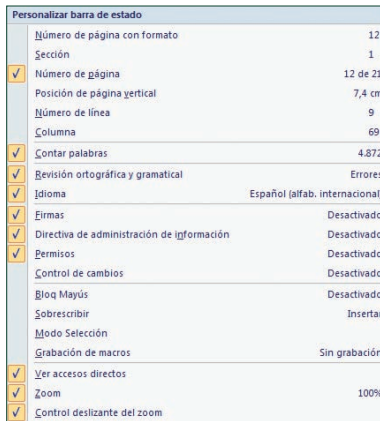 Personalizar barra de estado
Número de página con formato 12
Sección 1
Número de página 12 de 21
Posición de página vertical 7,4 cm
Número de línea 9
Columna 69
Contar palabras 4.872
Revisión ortográfica y gramatical Errores
Idioma Español (alfab. internacional)
Firmas Desactivado
Directiva de administración de información Desactivado
Permisos Desactivado
Control de cambios Desactivado
Bloq Mayús Desactivado
Sobrescribir Insertar
Modo Selección
Grabación de macros Sin grabación
Ver accesos directos
Zoom 100%
Control deslizante del zoom